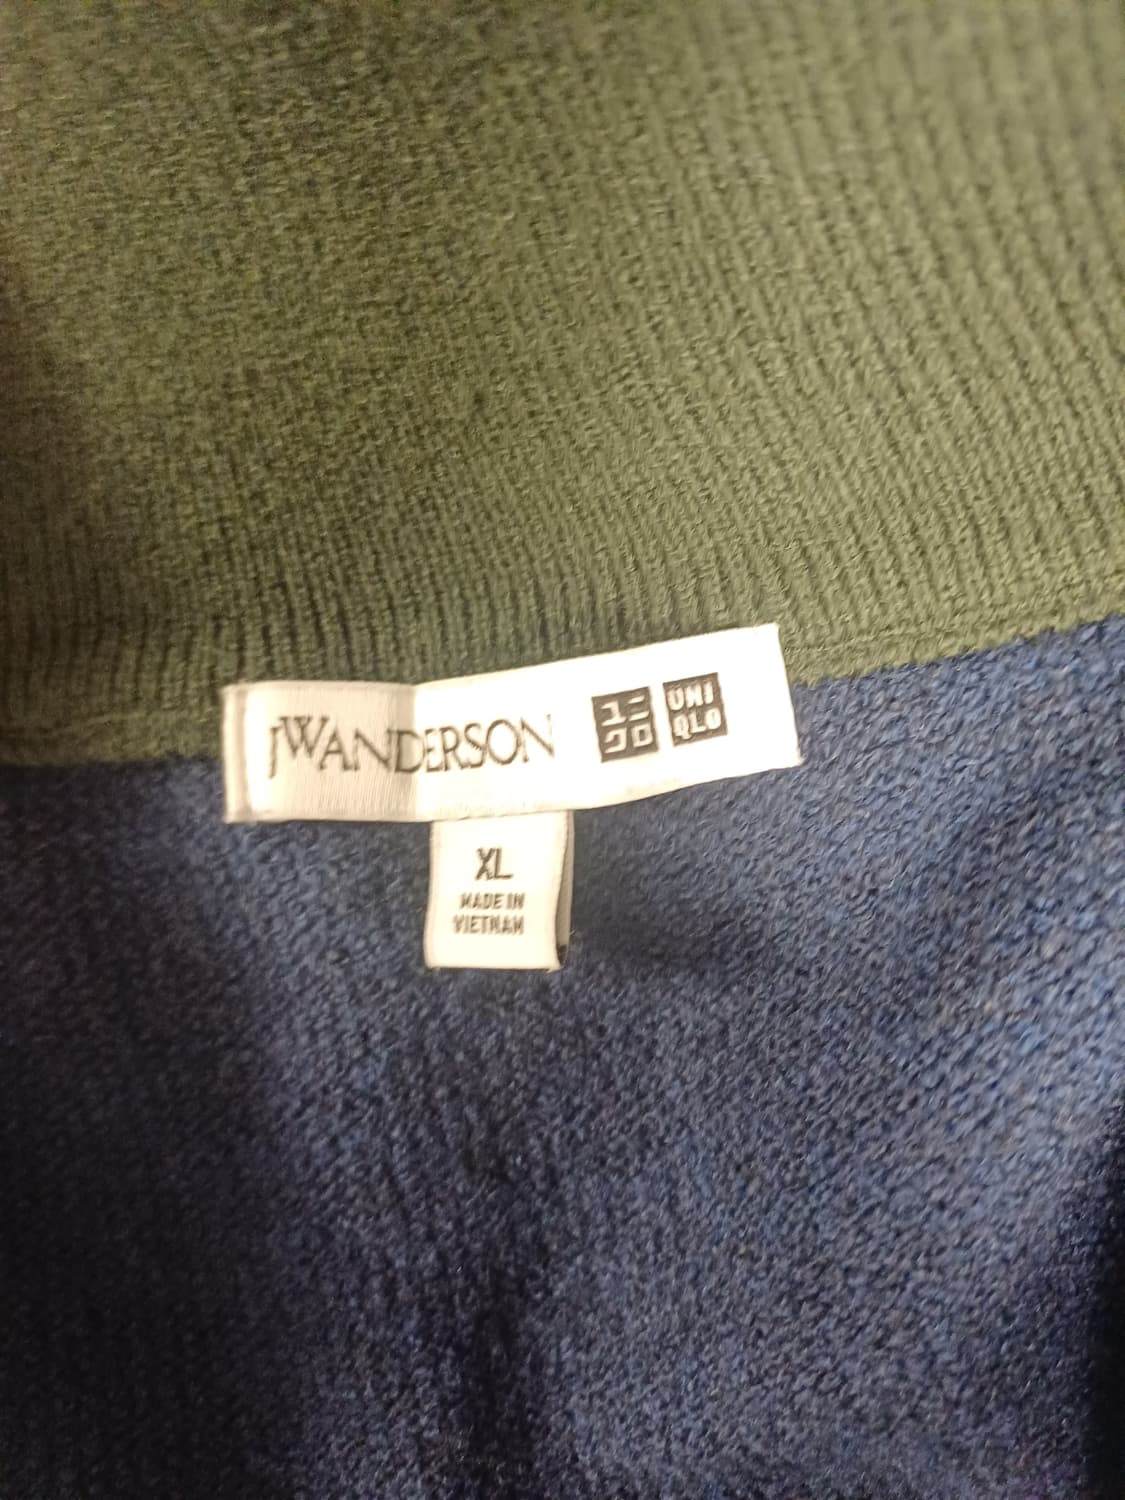 JWANDERSON ユニ UNI
クロ QLO
XL
MADE IN
VIETNAM